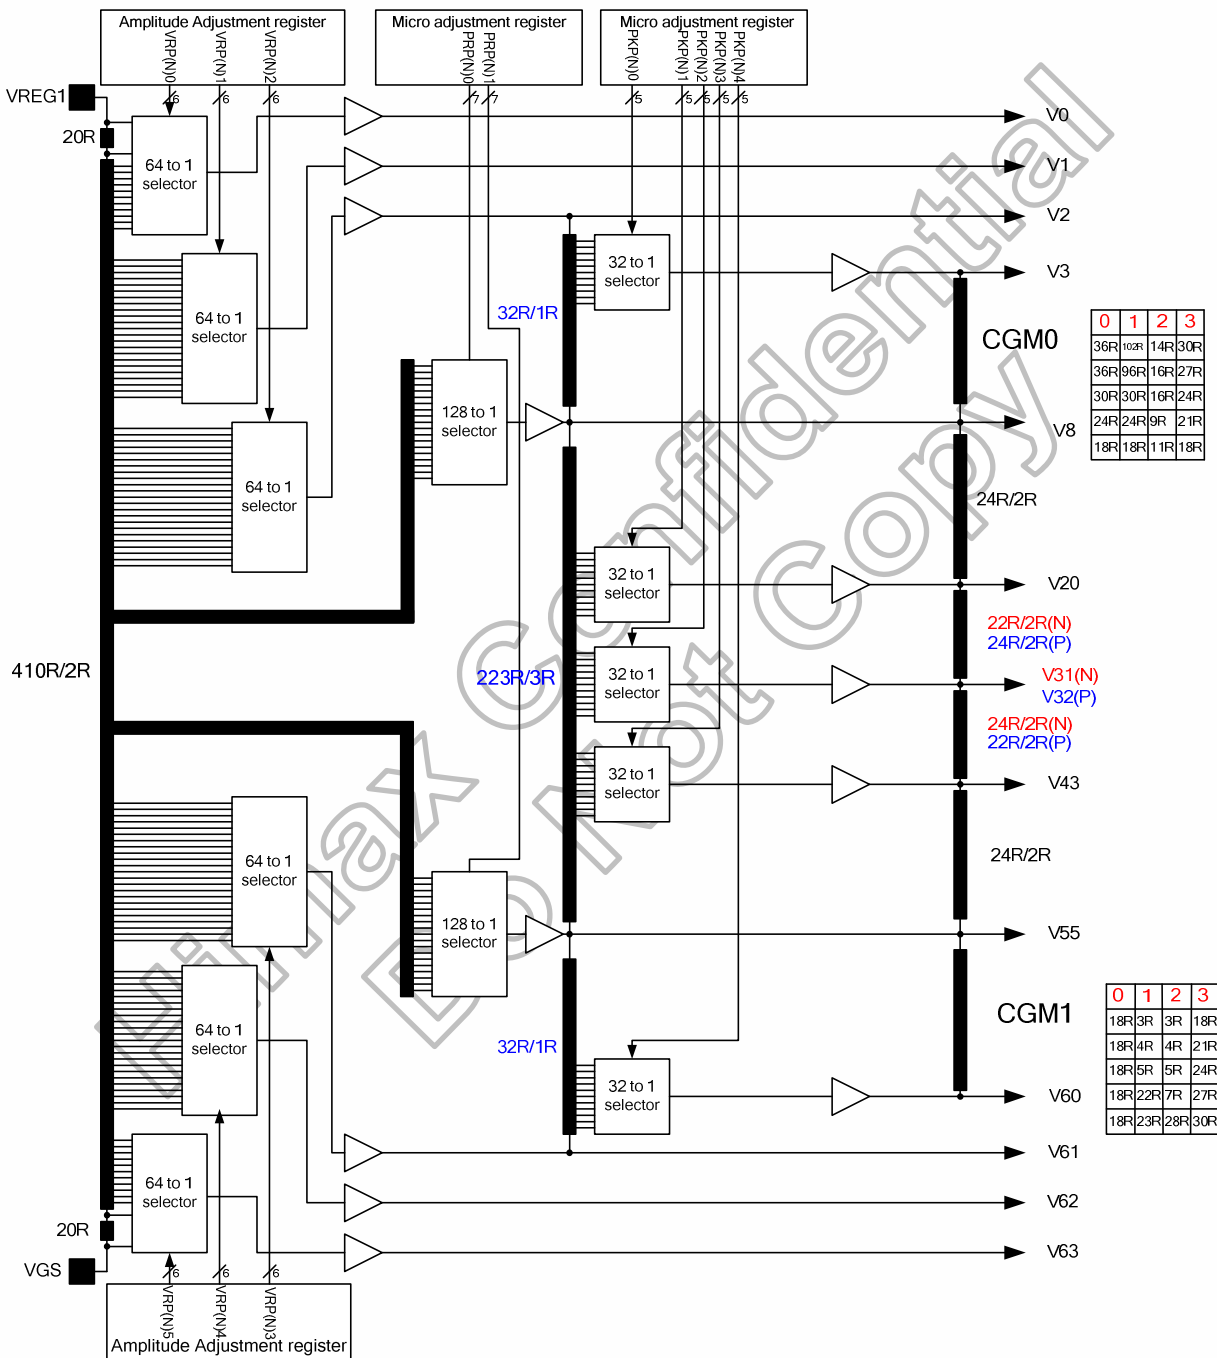 Amplitude Adjustment register
VRP(N)0
VRP(N)1
VRP(N)2
6
6
6
Micro adjustment register
PRP(N)0
PRP(N)1
7
7
Micro adjustment register
PKP(N)0
PKP(N)1
PKP(N)2
PKP(N)3
PKP(N)4
5
5
5
5
5
VREG1
20R
64 to 1
selector
V0
V1
V2
64 to 1
selector
32 to 1
selector
V3
32R/1R
CGM0
0 1 2 3
36R 102R 14R 30R
36R 96R 16R 27R
30R 30R 16R 24R
24R 24R 9R 21R
18R 18R 11R 18R
128 to 1
selector
V8
64 to 1
selector
24R/2R
32 to 1
selector
V20
22R/2R(N)
24R/2R(P)
410R/2R
223R/3R
32 to 1
selector
V31(N)
V32(P)
24R/2R(N)
22R/2R(P)
32 to 1
selector
V43
64 to 1
selector
24R/2R
128 to 1
selector
V55
64 to 1
selector
32R/1R
CGM1
0 1 2 3
18R 3R 3R 18R
18R 4R 4R 21R
18R 5R 5R 24R
18R 22R 7R 27R
18R 23R 28R 30R
32 to 1
selector
V60
64 to 1
selector
V61
V62
20R
V63
VGS
6
6
6
VRP(N)5
VRP(N)4
VRP(N)3
Amplitude Adjustment register
Himax Confidential
Do Not Copy